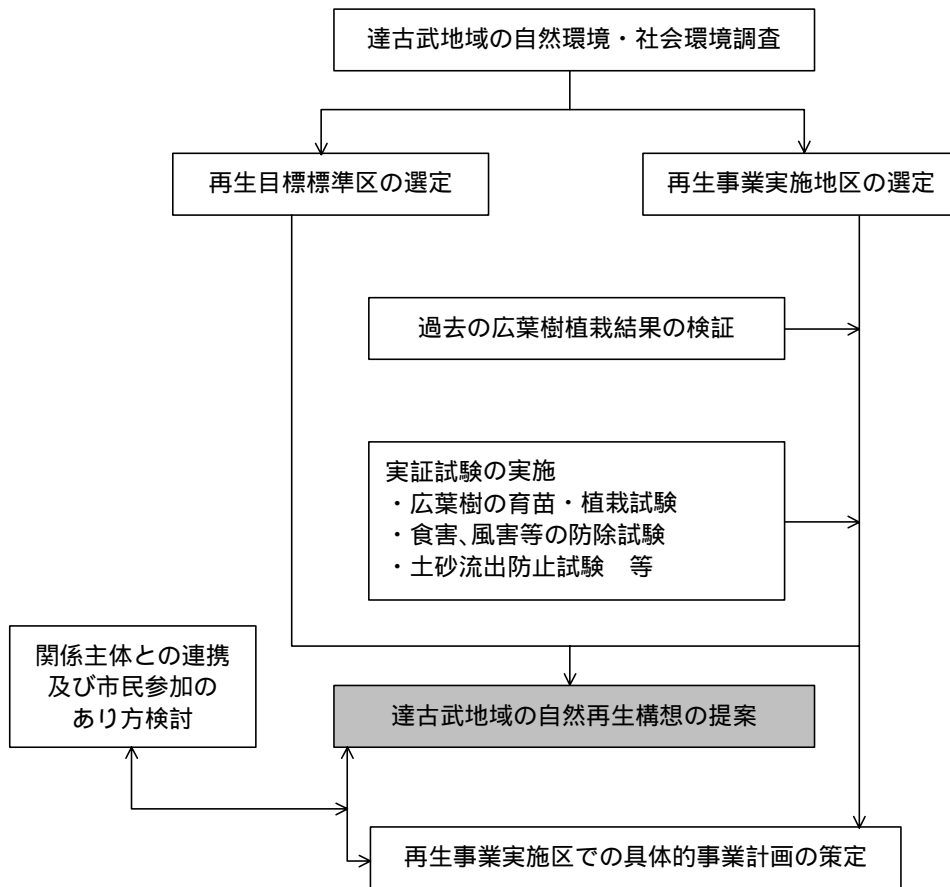 達古武地域の自然環境・社会環境調査
再生目標標準区の選定
再生事業実施地区の選定
過去の広葉樹植栽結果の検証
実証試験の実施
・広葉樹の育苗・植栽試験
・食害、風害等の防除試験
・土砂流出防止試験　等
関係主体との連携
及び市民参加の
あり方検討
達古武地域の自然再生構想の提案
再生事業実施区での具体的事業計画の策定